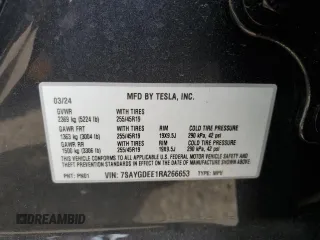 MFD BY TESLA, INC.
03/24
GVWR WITH TIRES
2369 kg (5224 lb) 255/45R19
GAWR FRT WITH TIRES RIM COLD TIRE PRESSURE
1363 kg (3004 lb) 255/45R19 19X9.5J 290 kPa, 42 psi
GAWR RR WITH TIRES RIM COLD TIRE PRESSURE
1508 kg (3306 lb) 255/45R19 19X9.5J 290 kPa, 42 psi
THIS VEHICLE CONFORMS TO ALL APPLICABLE U.S. FEDERAL MOTOR VEHICLE
SAFETY AND THEFT PREVENTION STANDARDS IN EFFECT ON THE DATE OF
MANUFACTURE SHOWN ABOVE.
PNT: PN01 VIN: 7SAYGDEE1RA266653 TYPE: MPV
DREAMBID